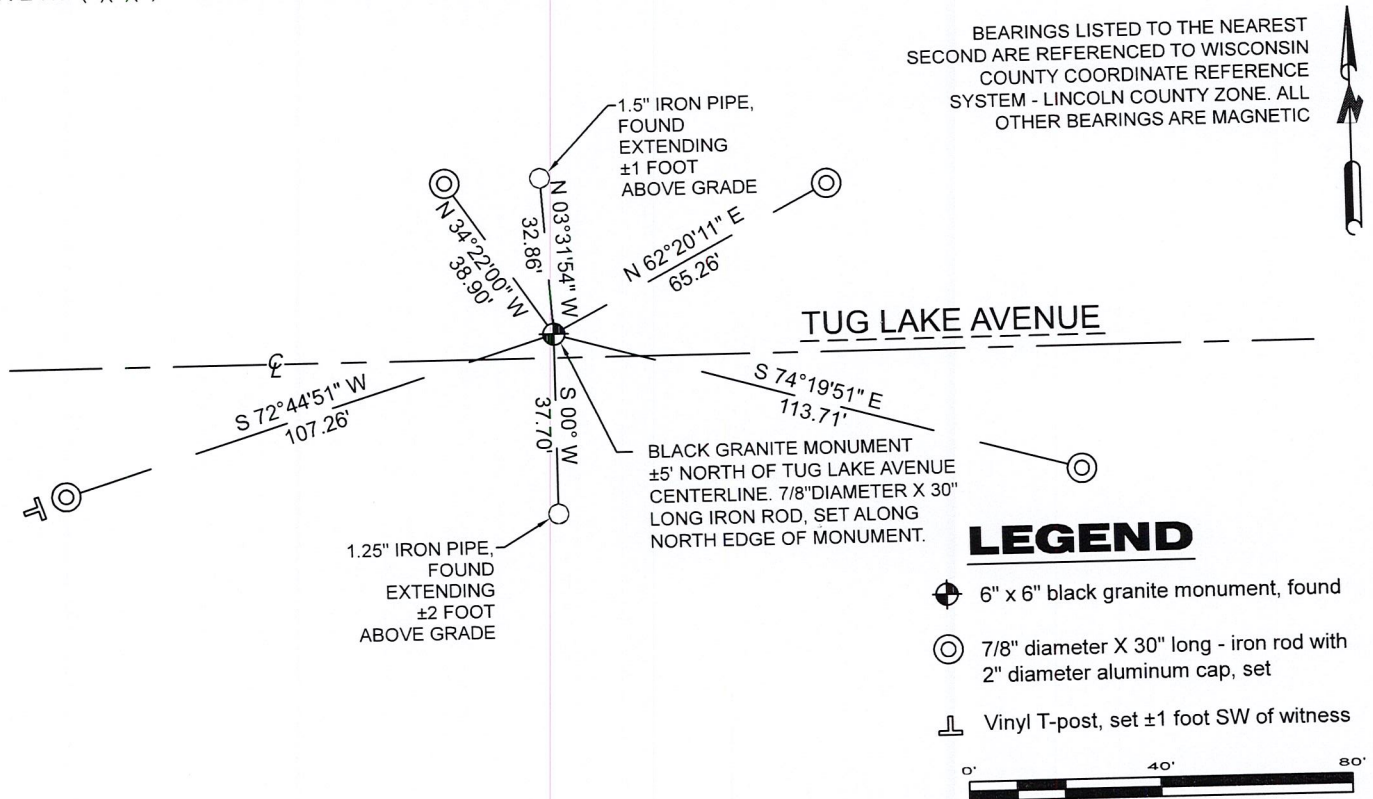 BEARINGS LISTED TO THE NEAREST
SECOND ARE REFERENCED TO WISCONSIN
COUNTY COORDINATE REFERENCE
SYSTEM - LINCOLN COUNTY ZONE. ALL
OTHER BEARINGS ARE MAGNETIC
N
1.5" IRON PIPE,
FOUND
EXTENDING
±1 FOOT
ABOVE GRADE
N 34°22'00" W
38.90'
N 03°31'54" W
32.86'
N 62°20'11" E
65.26'
TUG LAKE AVENUE
CL
S 72°44'51" W
107.26'
S 00° W
37.70'
S 74°19'51" E
113.71'
BLACK GRANITE MONUMENT
±5' NORTH OF TUG LAKE AVENUE
CENTERLINE. 7/8"DIAMETER X 30"
LONG IRON ROD, SET ALONG
NORTH EDGE OF MONUMENT.
1.25" IRON PIPE,
FOUND
EXTENDING
±2 FOOT
ABOVE GRADE
LEGEND
6" x 6" black granite monument, found
7/8" diameter X 30" long - iron rod with
2" diameter aluminum cap, set
Vinyl T-post, set ±1 foot SW of witness
0' 40' 80'